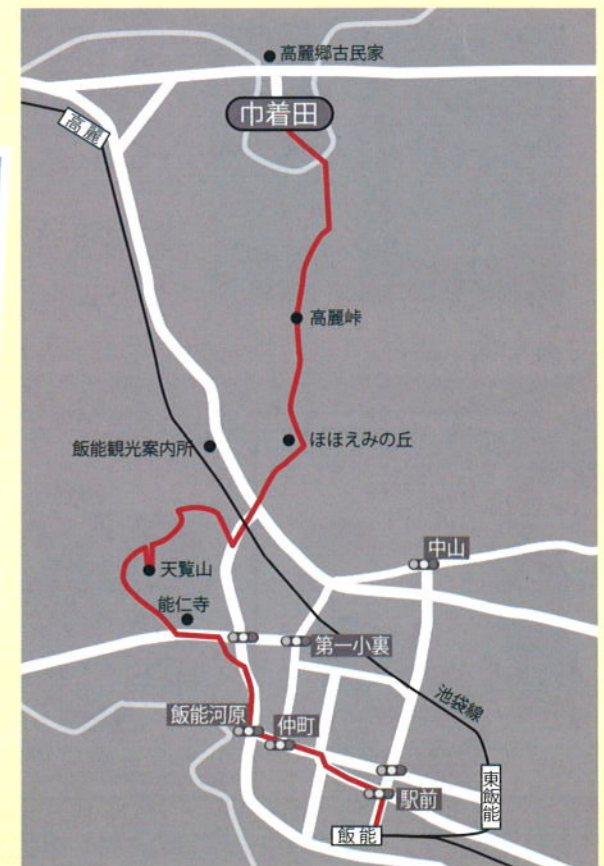 高麗郷古民家
巾着田
高麗
高麗峠
ほほえみの丘
飯能観光案内所
中山
天覧山
能仁寺
第一小裏
池袋線
飯能河原
仲町
東飯能
駅前
飯能